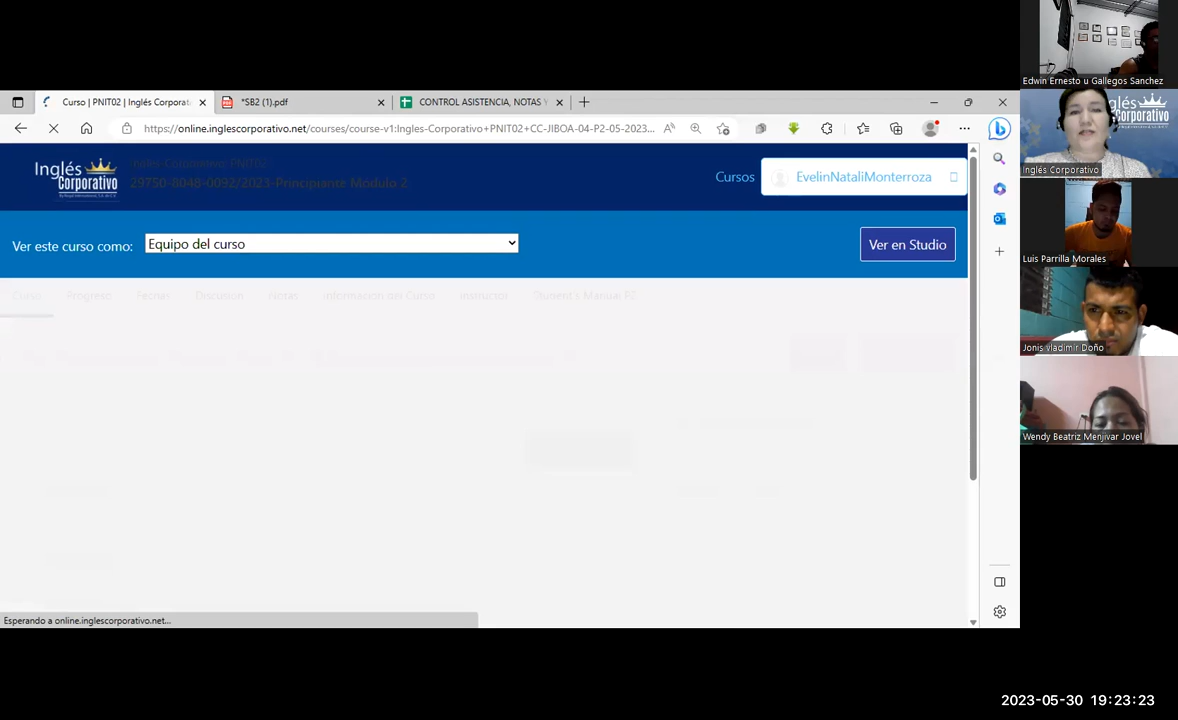 Curso | PNIT02 | Inglés Corporati
*SB2 (1).pdf
CONTROL ASISTENCIA, NOTAS Y
https://online.inglescorporativo.net/courses/course-v1:Ingles-Corporativo+PNIT02+CC-JIBOA-04-P2-05-2023...
Inglés Corporativo
Ingles-Corporativo: PNIT02
29750-8048-0092/2023-Principiante Modulo 2
Cursos
EvelinNataliMonterroza
Ver este curso como:
Equipo del curso
Ver en Studio
Curso
Progreso
Fechas
Discusión
Notas
Información del Curso
Instructor
Student's Manual P2
Esperando a online.inglescorporativo.net...
Edwin Ernesto u Gallegos Sanchez
Inglés Corporativo
Luis Parrilla Morales
Jonis vladimir Doño
Wendy Beatriz Menjivar Jovel
2023-05-30 19:23:23